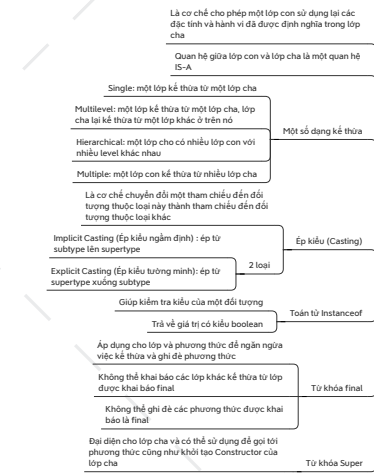 Là cơ chế cho phép một lớp con sử dụng lại các
đặc tính và hành vi đã được định nghĩa trong lớp
cha
Quan hệ giữa lớp con và lớp cha là một quan hệ
IS-A
Single: một lớp kế thừa từ một lớp cha
Multilevel: một lớp kế thừa từ một lớp cha, lớp
cha lại kế thừa từ một lớp khác ở trên nó
Hierarchical: một lớp cho có nhiều lớp con với
nhiều level khác nhau
Multiple: một lớp con kế thừa từ nhiều lớp cha
Một số dạng kế thừa
Là cơ chế chuyển đổi một tham chiếu đến đối
tượng thuộc loại này thành tham chiếu đến đối
tượng thuộc loại khác
Implicit Casting (Ép kiểu ngầm định) : ép từ
subtype lên supertype
Explicit Casting (Ép kiểu tường minh): ép từ
supertype xuống subtype
2 loại
Ép kiểu (Casting)
Giúp kiểm tra kiểu của một đối tượng
Trả về giá trị có kiểu boolean
Toán tử Instanceof
Áp dụng cho lớp và phương thức để ngăn ngừa
việc kế thừa và ghi đè phương thức
Không thể khai báo các lớp khác kế thừa từ lớp
được khai báo final
Không thể ghi đè các phương thức được khai
báo là final
Từ khóa final
Đại diện cho lớp cha và có thể sử dụng để gọi tới
phương thức cũng như khởi tạo Constructor của
lớp cha
Từ khóa Super